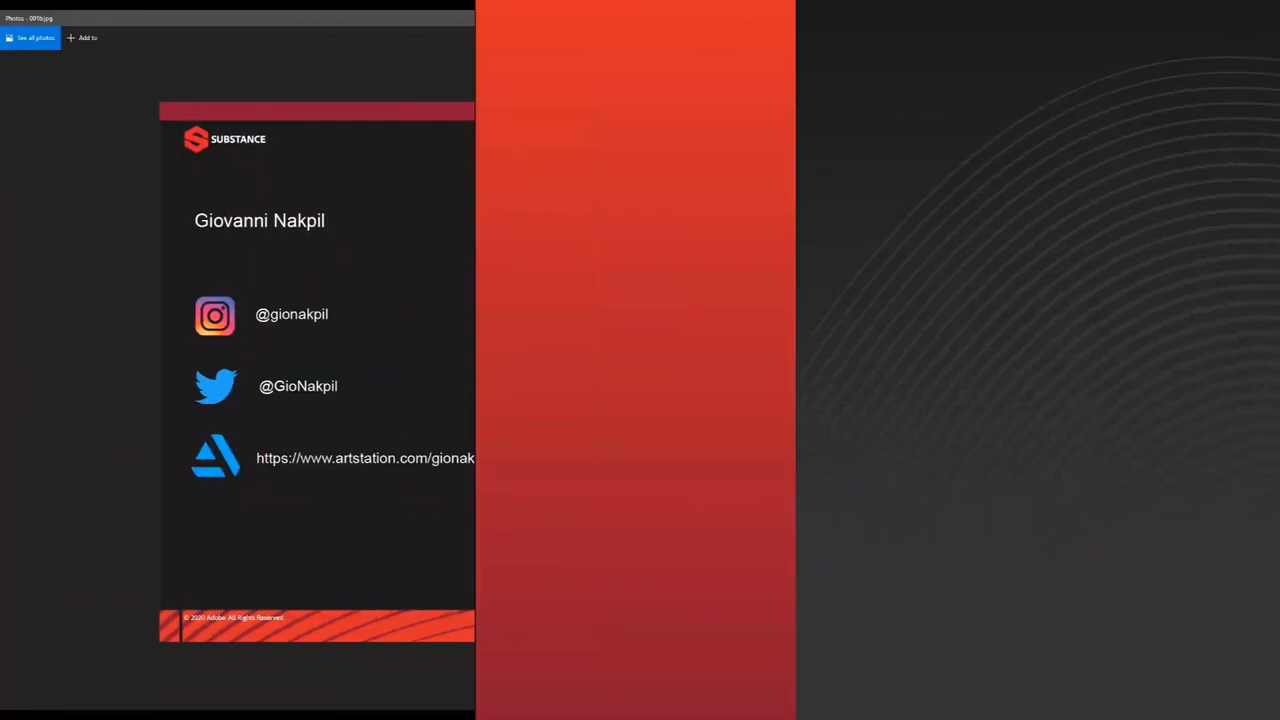 Photos - 001b.jpg
See all photos
Add to
SUBSTANCE
Giovanni Nakpil
@gionakpil
@GioNakpil
https://www.artstation.com/gionak
© 2020 Adobe. All Rights Reserved.